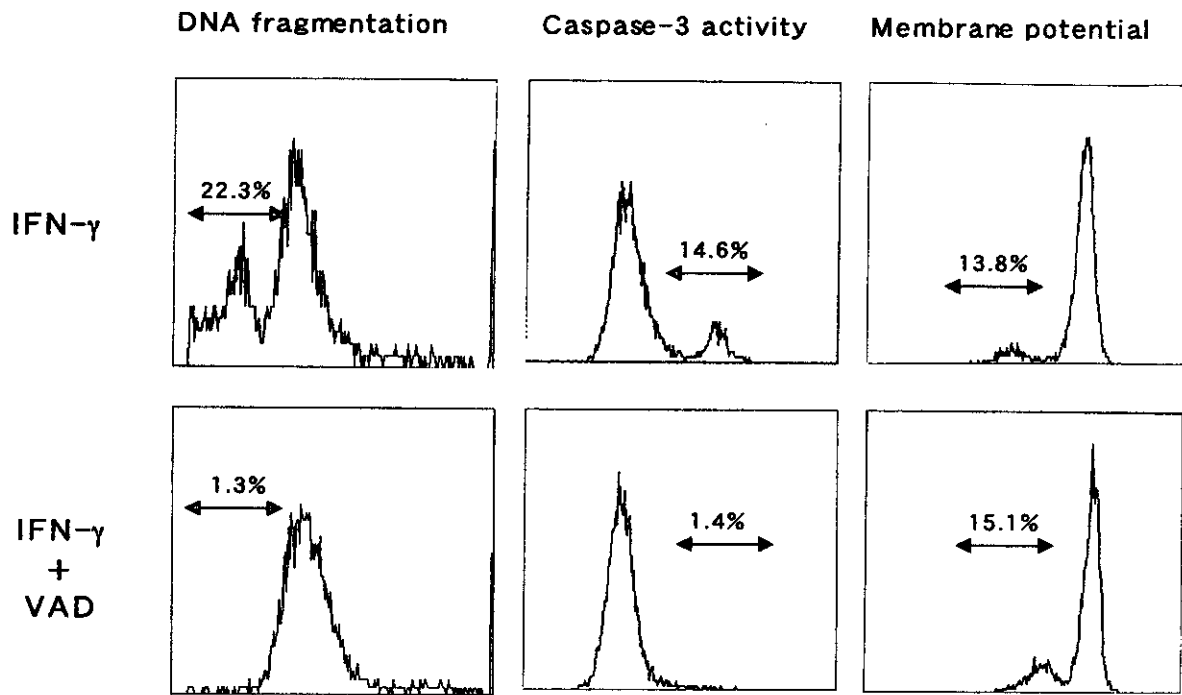 DNA fragmentation
Caspase-3 activity
Membrane potential
IFN-γ
22.3%
14.6%
13.8%
IFN-γ
+
VAD
1.3%
1.4%
15.1%